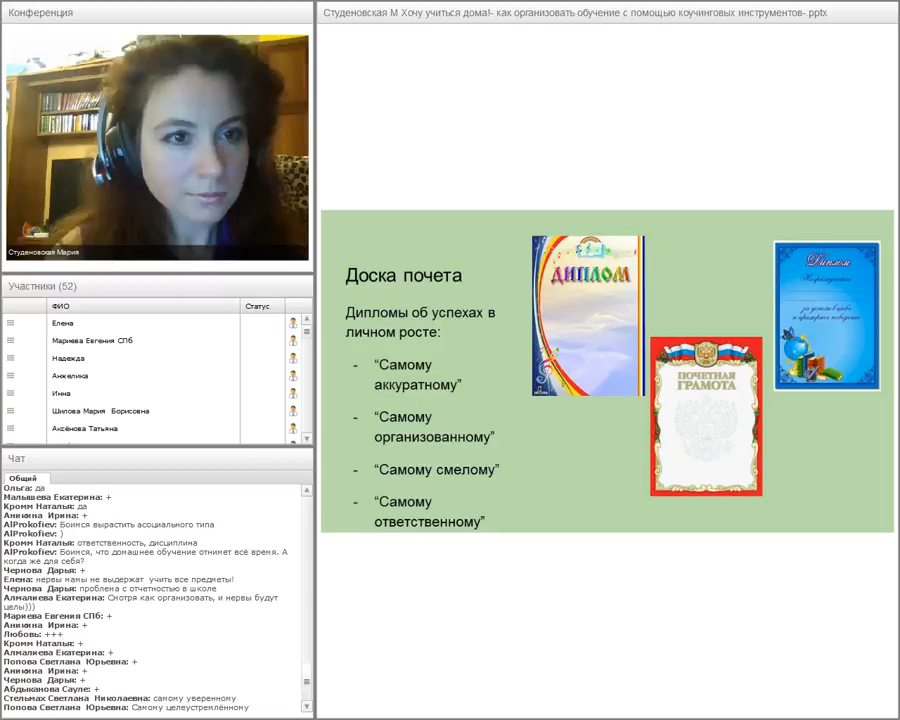 Конференция
Студеновская М Хочу учиться дома!- как организовать обучение с помощью коучинговых инструментов-.pptx
Студеновская Мария
Участники (52)
ФИО
Статус
Елена
Мариева Евгения СПб
Надежда
Анжелика
Инна
Шилова Мария Борисовна
Аксёнова Татьяна
Чат
Общий
Ольга: да
Малышева Екатерина: +
Кромм Наталья: да
Аникина Ирина: +
AlProkofiev: Боимся вырастить асоциального типа
AlProkofiev: )
Кромм Наталья: ответственность, дисциплина
AlProkofiev: Боимся, что домашнее обучение отнимет всё время. А
когда же для себя?
Чернова Дарья: +
Елена: нервы мамы не выдержат учить все предметы!
Чернова Дарья: проблема с отчетностью в школе
Алмалиева Екатерина: Смотря как организовать, и нервы будут
целы)))
Мариева Евгения СПб: +
Аникина Ирина: +
Любовь: +++
Кромм Наталья: +
Алмалиева Екатерина: +
Попова Светлана Юрьевна: +
Аникина Ирина: +
Чернова Дарья: +
Абдыканова Сауле: +
Стельмах Светлана Николаевна: самому уверенному
Попова Светлана Юрьевна: Самому целеустремлённому
Доска почета
Дипломы об успехах в
личном росте:
- “Самому
аккуратному”
- “Самому
организованному”
- “Самому смелому”
- “Самому
ответственному”
ДИПЛОМ
ПОЧЕТНАЯ
ГРАМОТА
Диплом
Награждается
за успехи в учебе
и примерное поведение